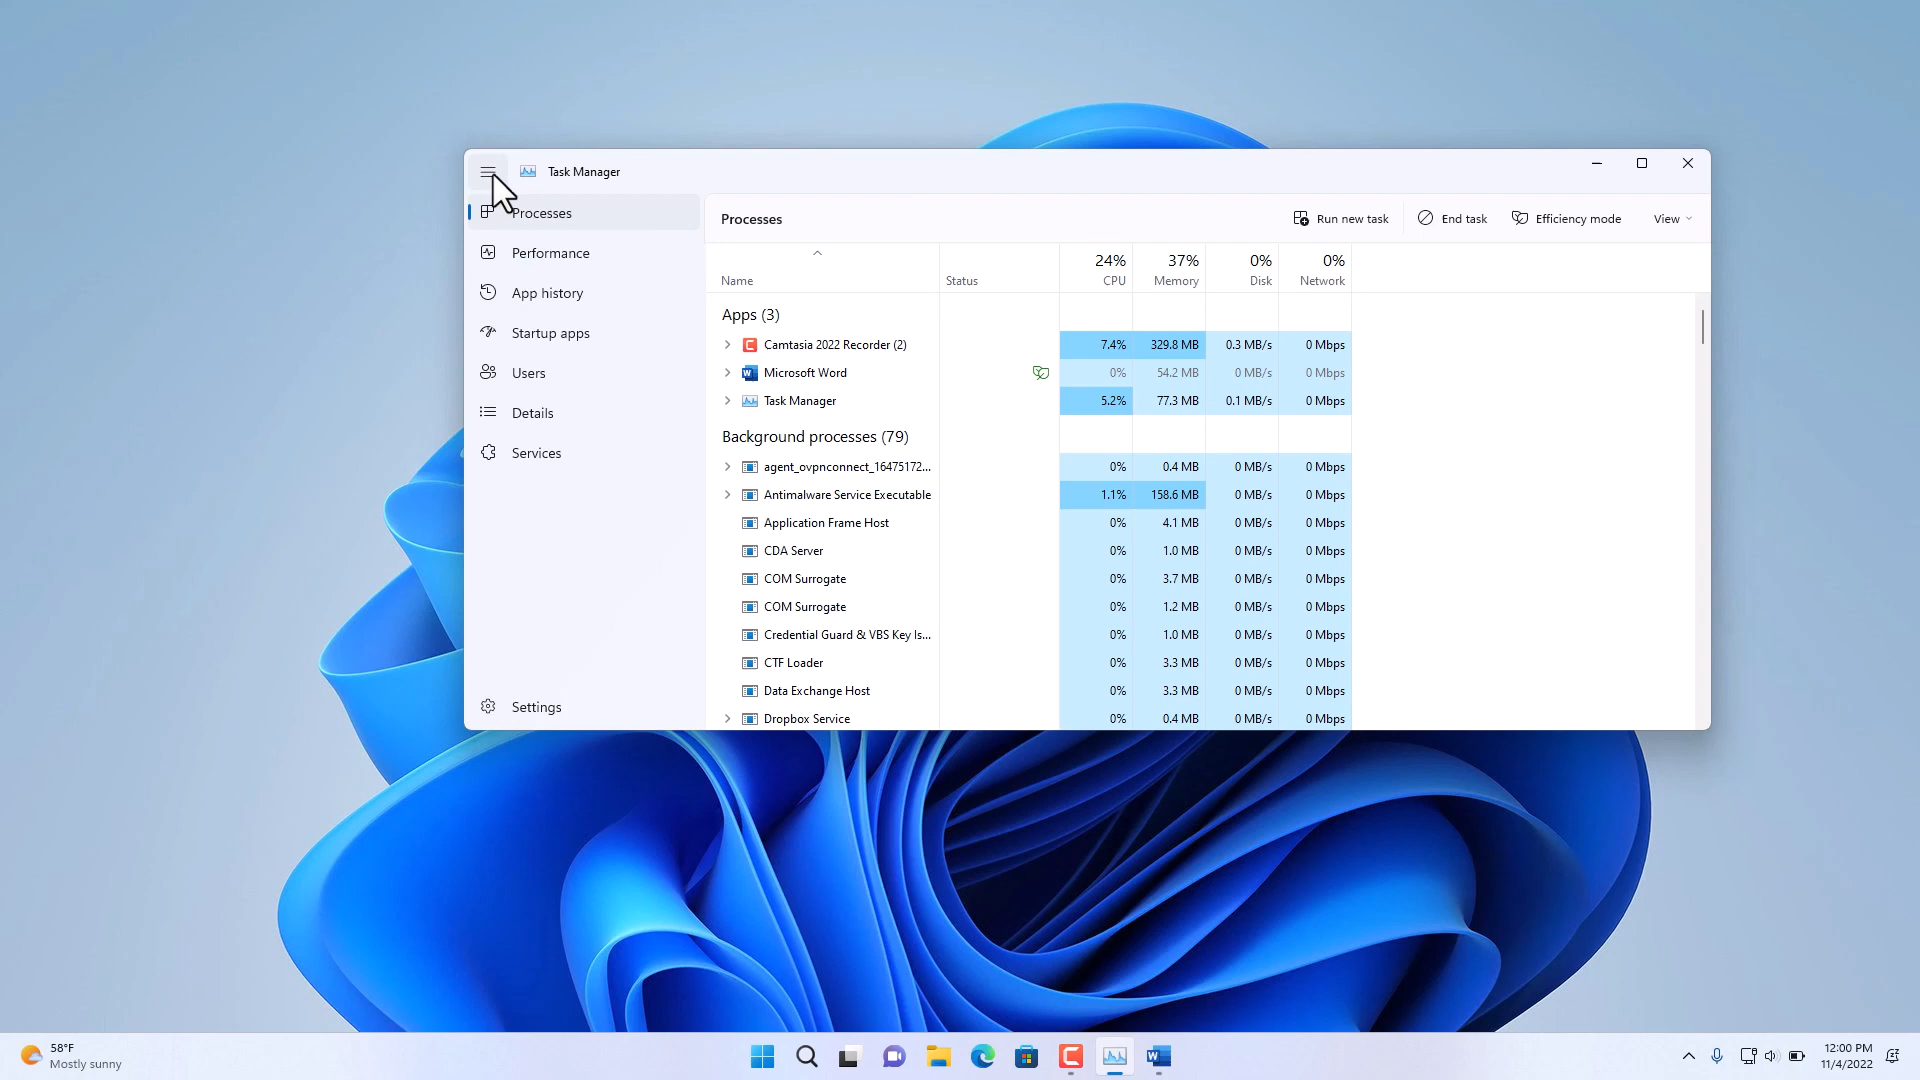 Task Manager
Processes
Performance
App history
Startup apps
Users
Details
Services
Settings
Processes
Run new task
End task
Efficiency mode
View
Name
Status
24% CPU
37% Memory
0% Disk
0% Network
Apps (3)
Camtasia 2022 Recorder (2) 7.4% 329.8 MB 0.3 MB/s 0 Mbps
Microsoft Word 0% 54.2 MB 0 MB/s 0 Mbps
Task Manager 5.2% 77.3 MB 0.1 MB/s 0 Mbps
Background processes (79)
agent_ovpnconnect_16475172... 0% 0.4 MB 0 MB/s 0 Mbps
Antimalware Service Executable 1.1% 158.6 MB 0 MB/s 0 Mbps
Application Frame Host 0% 4.1 MB 0 MB/s 0 Mbps
CDA Server 0% 1.0 MB 0 MB/s 0 Mbps
COM Surrogate 0% 3.7 MB 0 MB/s 0 Mbps
COM Surrogate 0% 1.2 MB 0 MB/s 0 Mbps
Credential Guard & VBS Key Is... 0% 1.0 MB 0 MB/s 0 Mbps
CTF Loader 0% 3.3 MB 0 MB/s 0 Mbps
Data Exchange Host 0% 3.3 MB 0 MB/s 0 Mbps
Dropbox Service 0% 0.4 MB 0 MB/s 0 Mbps
58°F
Mostly sunny
12:00 PM
11/4/2022